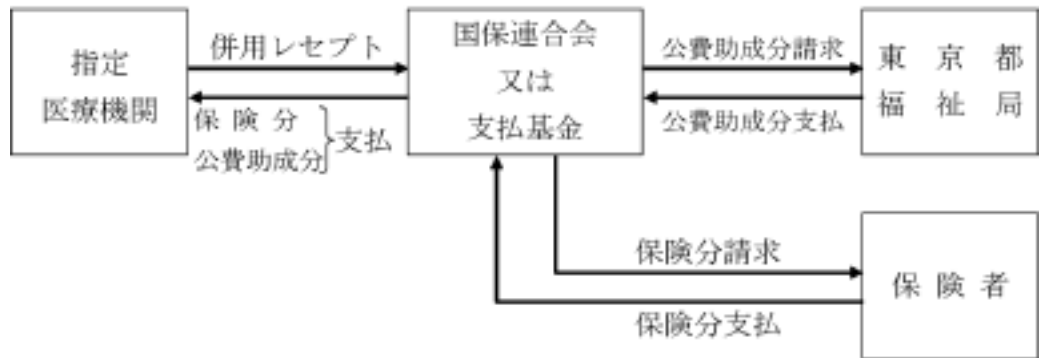 指定
医療機関
併用レセプト
保険分
公費助成分
支払
国保連合会
又は
支払基金
公費助成分請求
公費助成分支払
東京都
福祉局
保険分請求
保険分支払
保険者